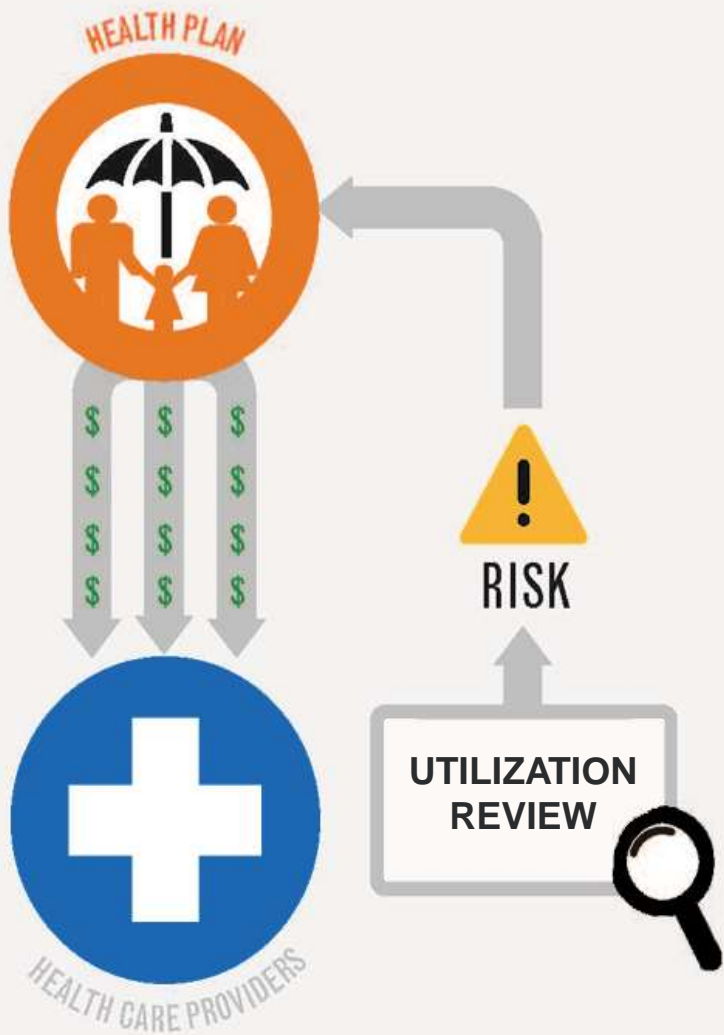 HEALTH PLAN
$ $ $
$ $ $
$ $ $
$ $ $
!
RISK
UTILIZATION
REVIEW
HEALTH CARE PROVIDERS